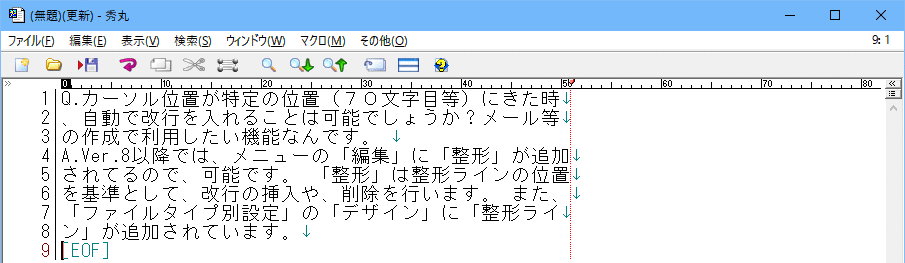 (無題)(更新) - 秀丸
ファイル(F) 編集(E) 表示(V) 検索(S) ウィンドウ(W) マクロ(M) その他(O) 9: 1
0 10 20 30 40 50 60 70 80
1 Q.カーソル位置が特定の位置（７０文字目等）にきた時↓
2 、自動で改行を入れることは可能でしょうか？メール等↓
3 の作成で利用したい機能なんです。 ↓
4 A.Ver.8以降では、メニューの「編集」に「整形」が追加↓
5 されてるので、可能です。 「整形」は整形ラインの位置↓
6 を基準として、改行の挿入や、削除を行います。 また、↓
7 「ファイルタイプ別設定」の「デザイン」に「整形ライ↓
8 ン」が追加されています。↓
9 [EOF]